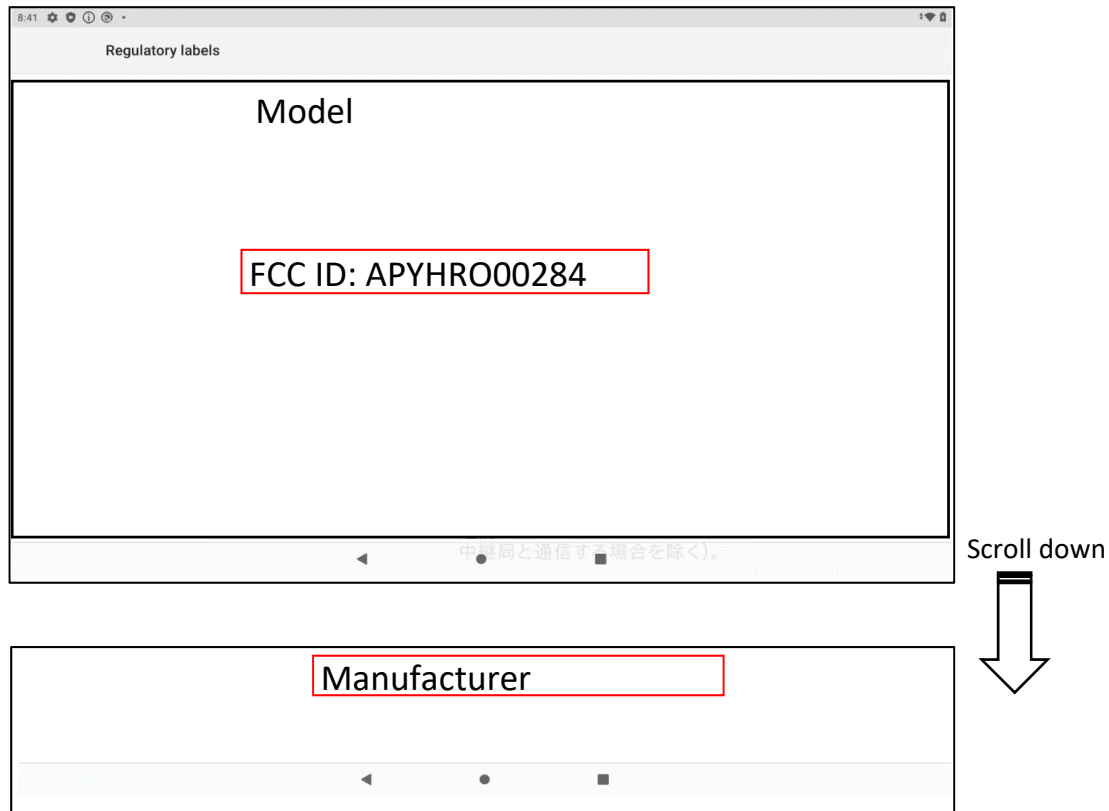 8:41
Regulatory labels
Model
FCC ID: APYHRO00284
中継局と通信する場合を除く)。
Scroll down
Manufacturer